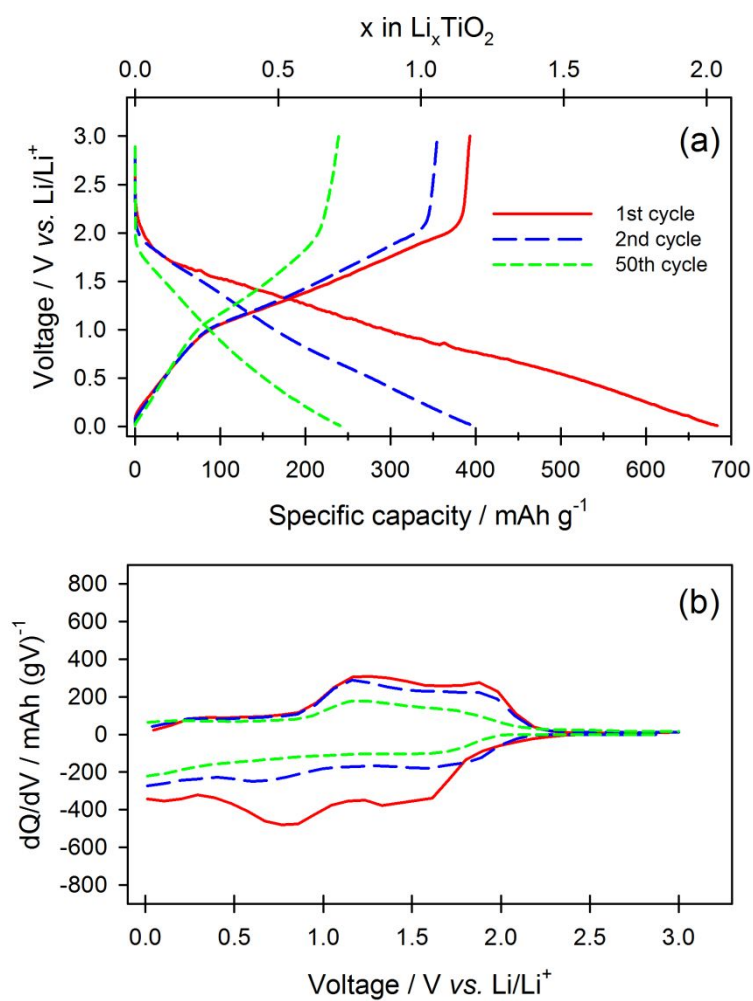 x in LixTiO2
0.0 0.5 1.0 1.5 2.0
(a)
3.0
2.5
2.0
1.5
1.0
0.5
0.0
Voltage / V vs. Li/Li+
1st cycle
2nd cycle
50th cycle
0 100 200 300 400 500 600 700
Specific capacity / mAh g-1
(b)
800
600
400
200
0
-200
-400
-600
-800
dQ/dV / mAh (gV)-1
0.0 0.5 1.0 1.5 2.0 2.5 3.0
Voltage / V vs. Li/Li+